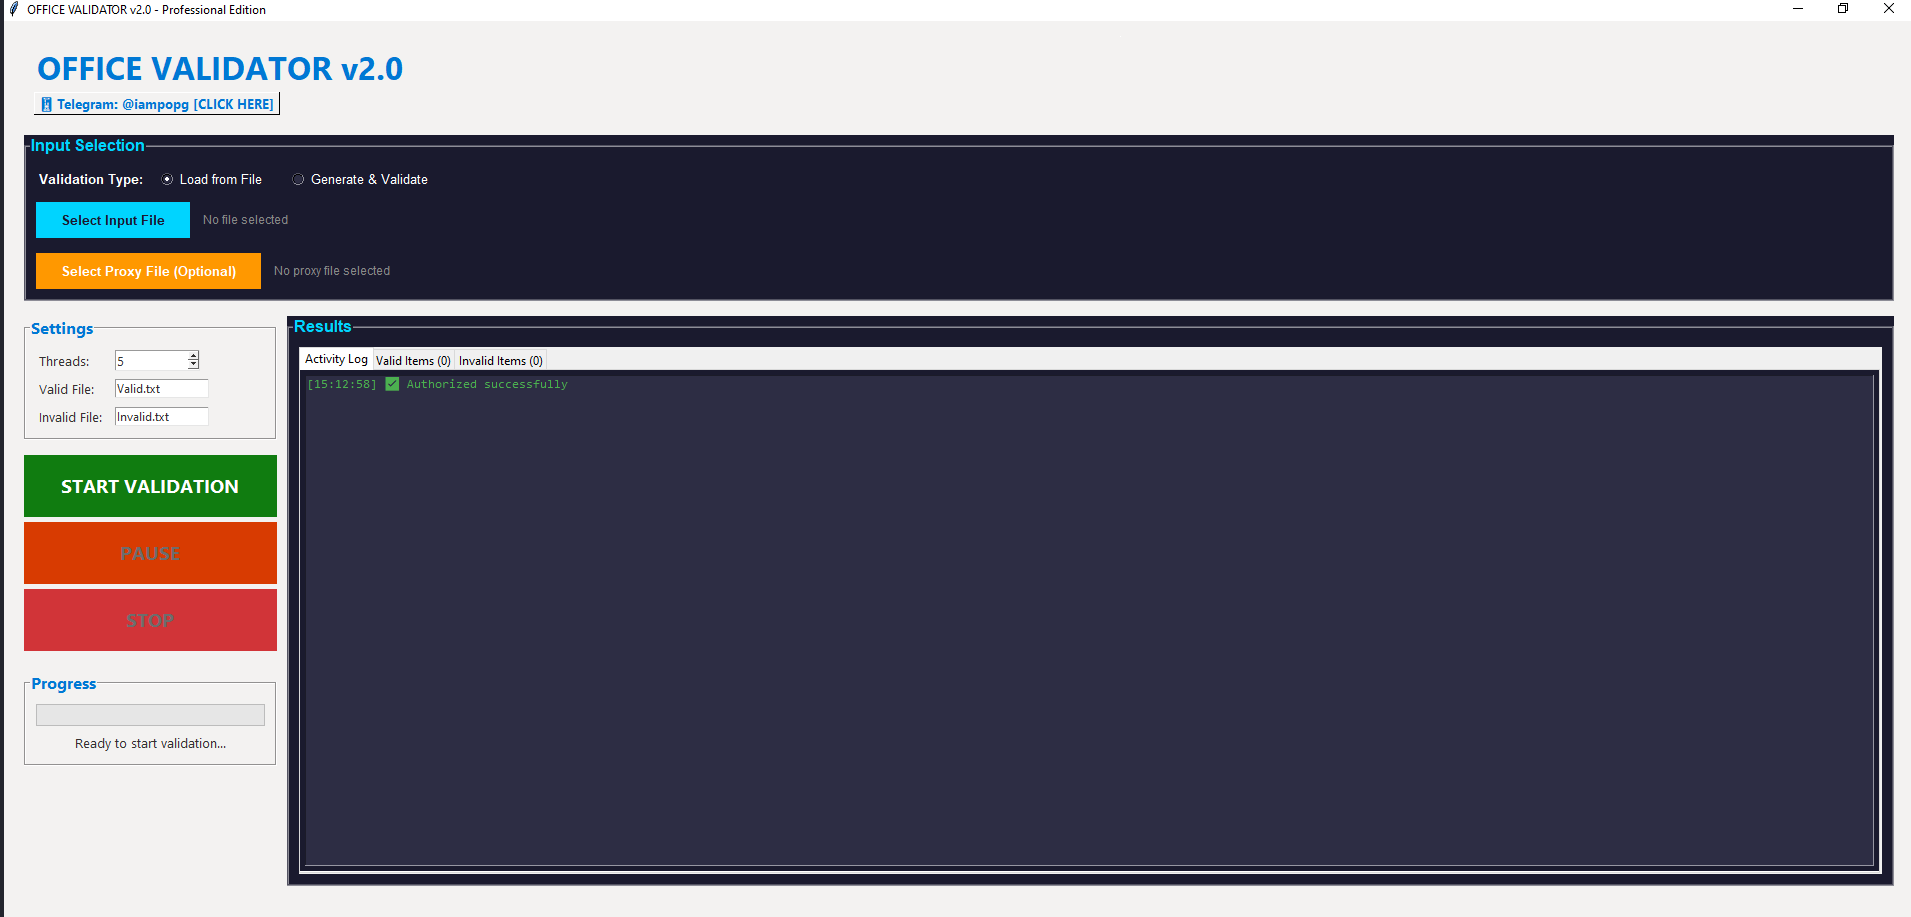 OFFICE VALIDATOR v2.0 - Professional Edition
OFFICE VALIDATOR v2.0
Telegram: @iampopg [CLICK HERE]
Input Selection
Validation Type: Load from File Generate & Validate
Select Input File No file selected
Select Proxy File (Optional) No proxy file selected
Settings
Threads: 5
Valid File: Valid.txt
Invalid File: Invalid.txt
START VALIDATION
PAUSE
STOP
Progress
Ready to start validation...
Results
Activity Log Valid Items (0) Invalid Items (0)
[15:12:58] ✅ Authorized successfully